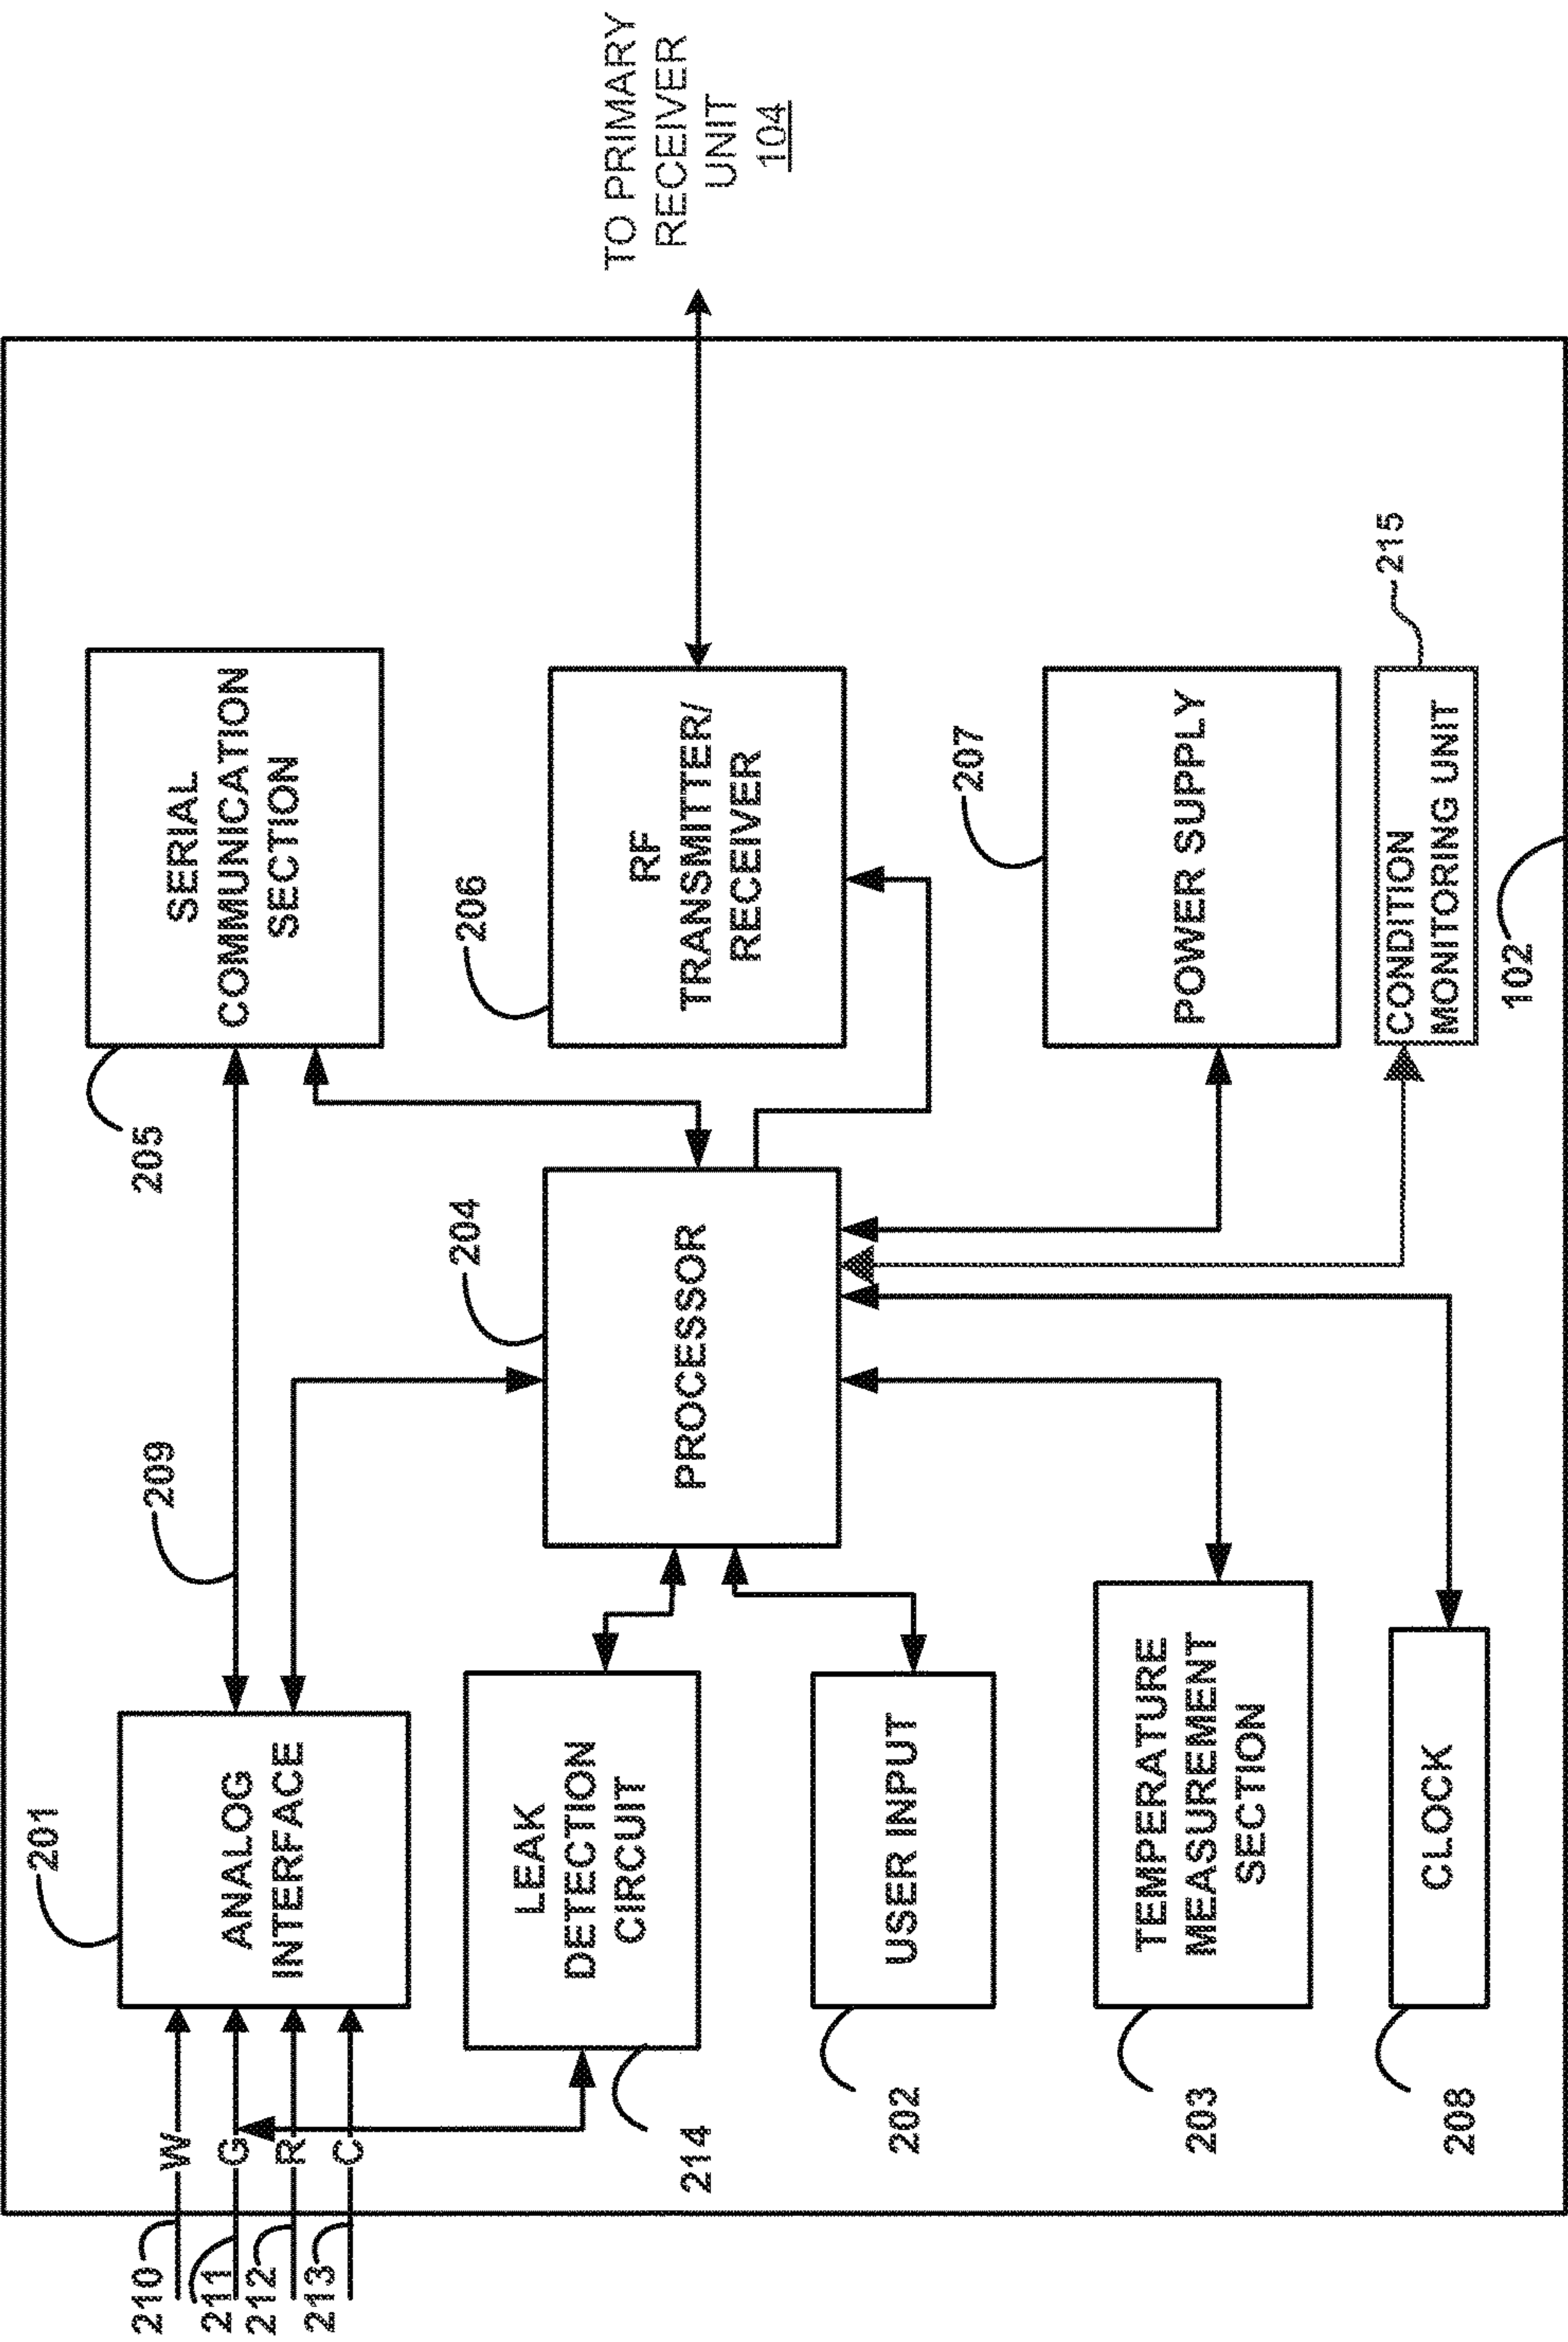 210
W
211
G
212
R
213
C
201
ANALOG
INTERFACE
209
205
SERIAL
COMMUNICATION
SECTION
214
LEAK
DETECTION
CIRCUIT
204
PROCESSOR
206
RF
TRANSMITTER/
RECEIVER
TO PRIMARY
RECEIVER
UNIT
104
202
USER INPUT
203
TEMPERATURE
MEASUREMENT
SECTION
207
POWER SUPPLY
208
CLOCK
CONDITION
MONITORING UNIT
215
102